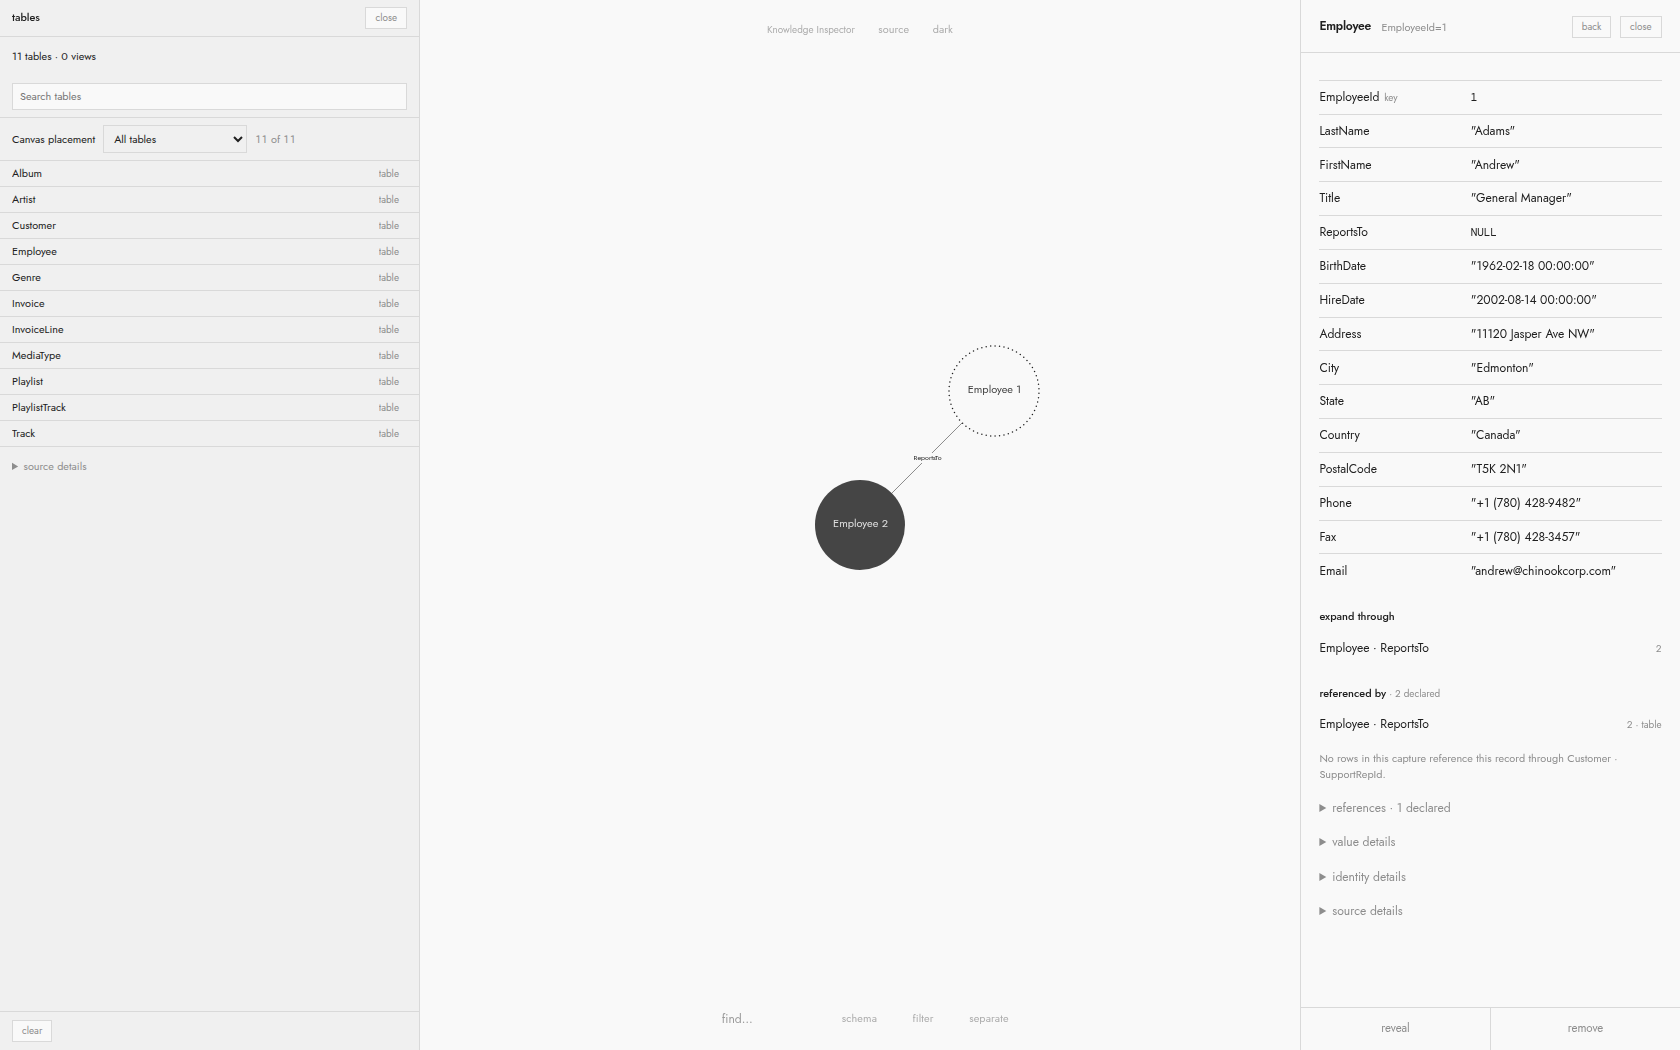 tables
close
11 tables · 0 views
Search tables
Canvas placement All tables 11 of 11
Album table
Artist table
Customer table
Employee table
Genre table
Invoice table
InvoiceLine table
MediaType table
Playlist table
PlaylistTrack table
Track table
source details
clear
Knowledge Inspector source dark
Employee 1
ReportsTo
Employee 2
find... schema filter separate
Employee EmployeeId=1 back close
EmployeeId key 1
LastName "Adams"
FirstName "Andrew"
Title "General Manager"
ReportsTo NULL
BirthDate "1962-02-18 00:00:00"
HireDate "2002-08-14 00:00:00"
Address "11120 Jasper Ave NW"
City "Edmonton"
State "AB"
Country "Canada"
PostalCode "T5K 2N1"
Phone "+1 (780) 428-9482"
Fax "+1 (780) 428-3457"
Email "andrew@chinookcorp.com"
expand through
Employee · ReportsTo 2
referenced by · 2 declared
Employee · ReportsTo 2 · table
No rows in this capture reference this record through Customer ·
SupportRepId.
references · 1 declared
value details
identity details
source details
reveal remove